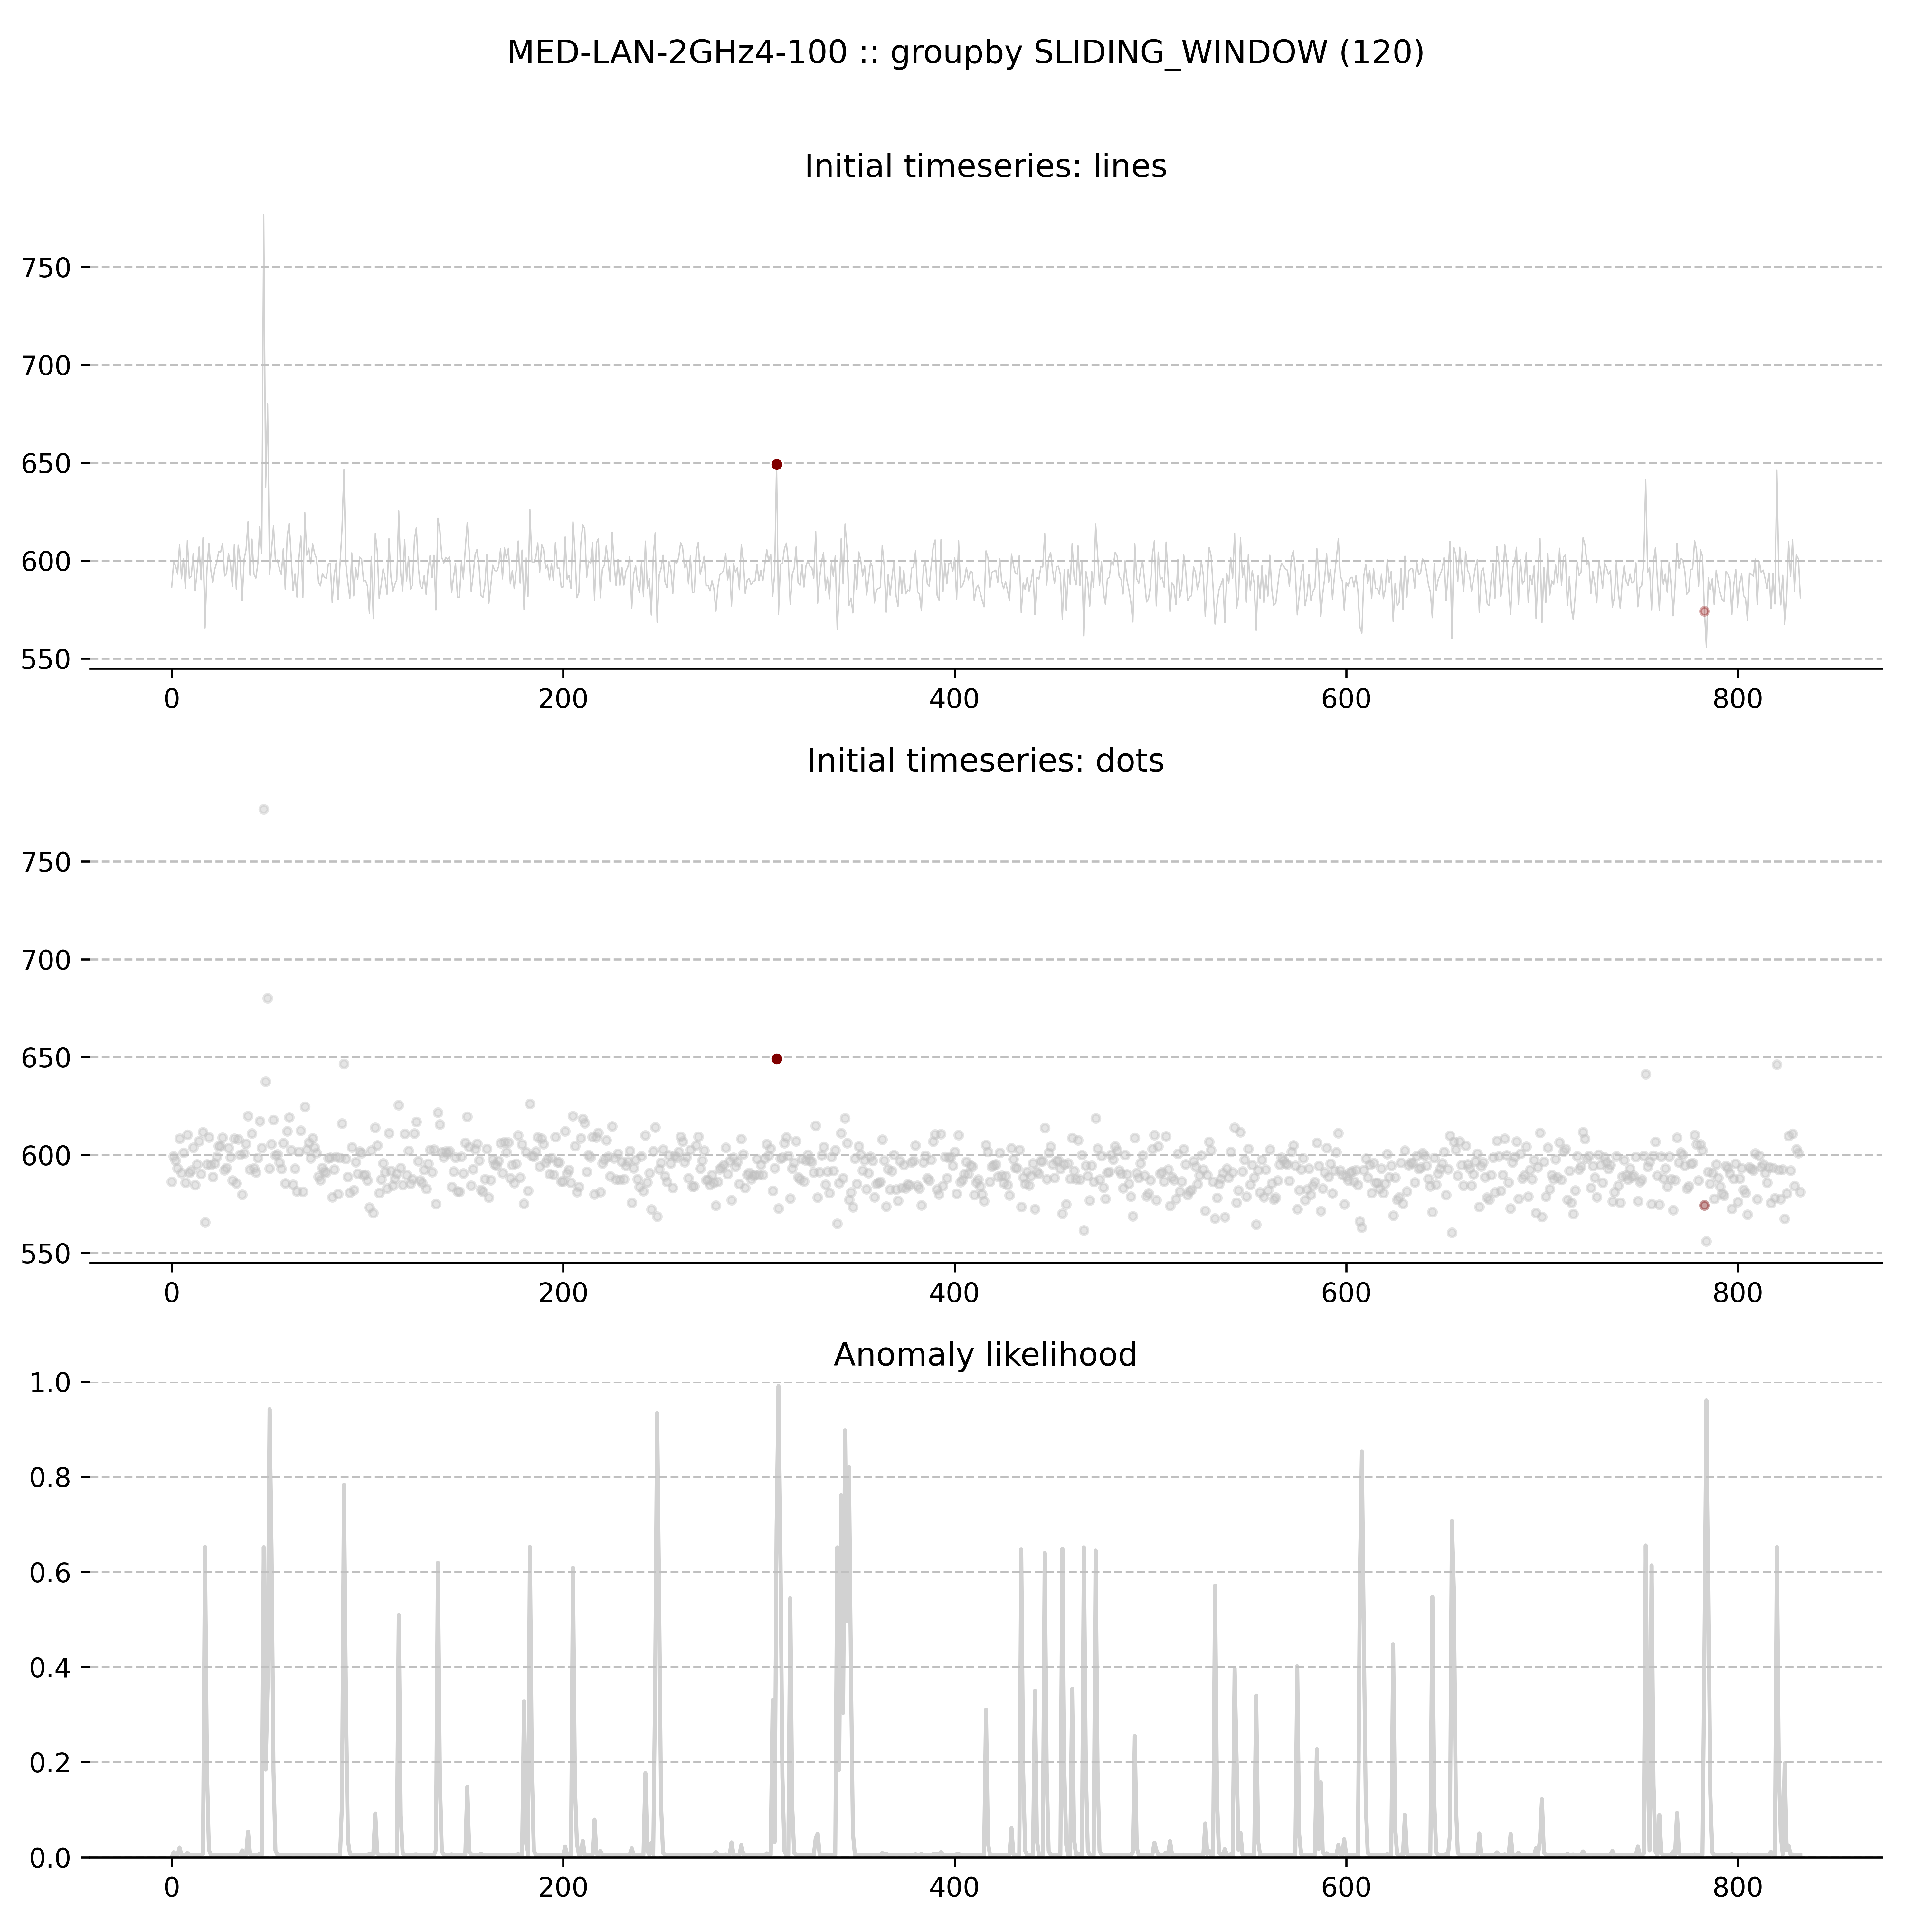 MED-LAN-2GHz4-100 :: groupby SLIDING_WINDOW (120)
Initial timeseries: lines
750
700
650
600
550
0 200 400 600 800
Initial timeseries: dots
750
700
650
600
550
0 200 400 600 800
Anomaly likelihood
1.0
0.8
0.6
0.4
0.2
0.0
0 200 400 600 800